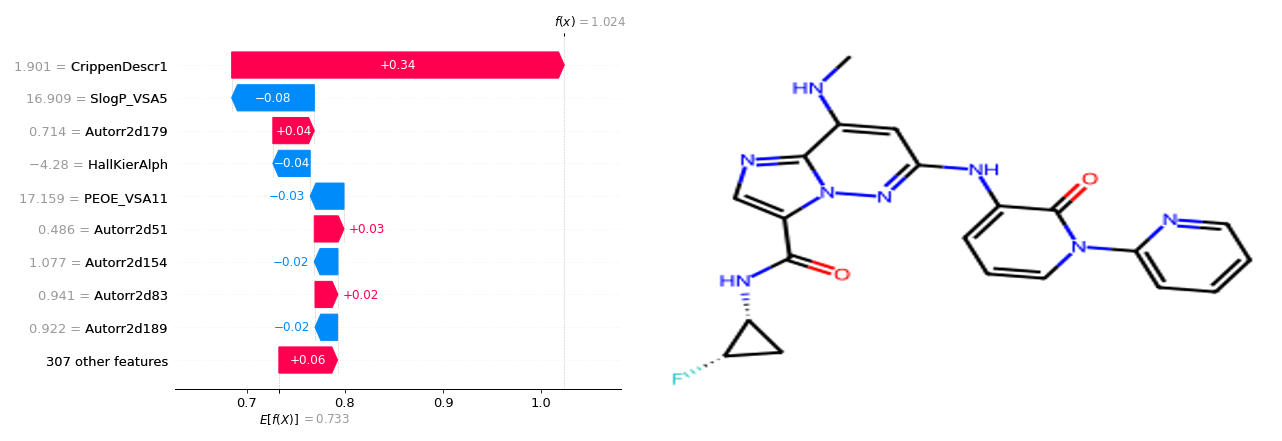 f(x) = 1.024
1.901 = CrippenDescr1
+0.34
16.909 = SlogP_VSA5
−0.08
0.714 = Autorr2d179
+0.04
−4.28 = HallKierAlph
−0.04
17.159 = PEOE_VSA11
−0.03
0.486 = Autorr2d51
+0.03
1.077 = Autorr2d154
−0.02
0.941 = Autorr2d83
+0.02
0.922 = Autorr2d189
−0.02
307 other features
+0.06
0.7 0.8 0.9 1.0
E[f(X)] = 0.733
HN
N
N
N
NH
O
N
N
O
HN
F